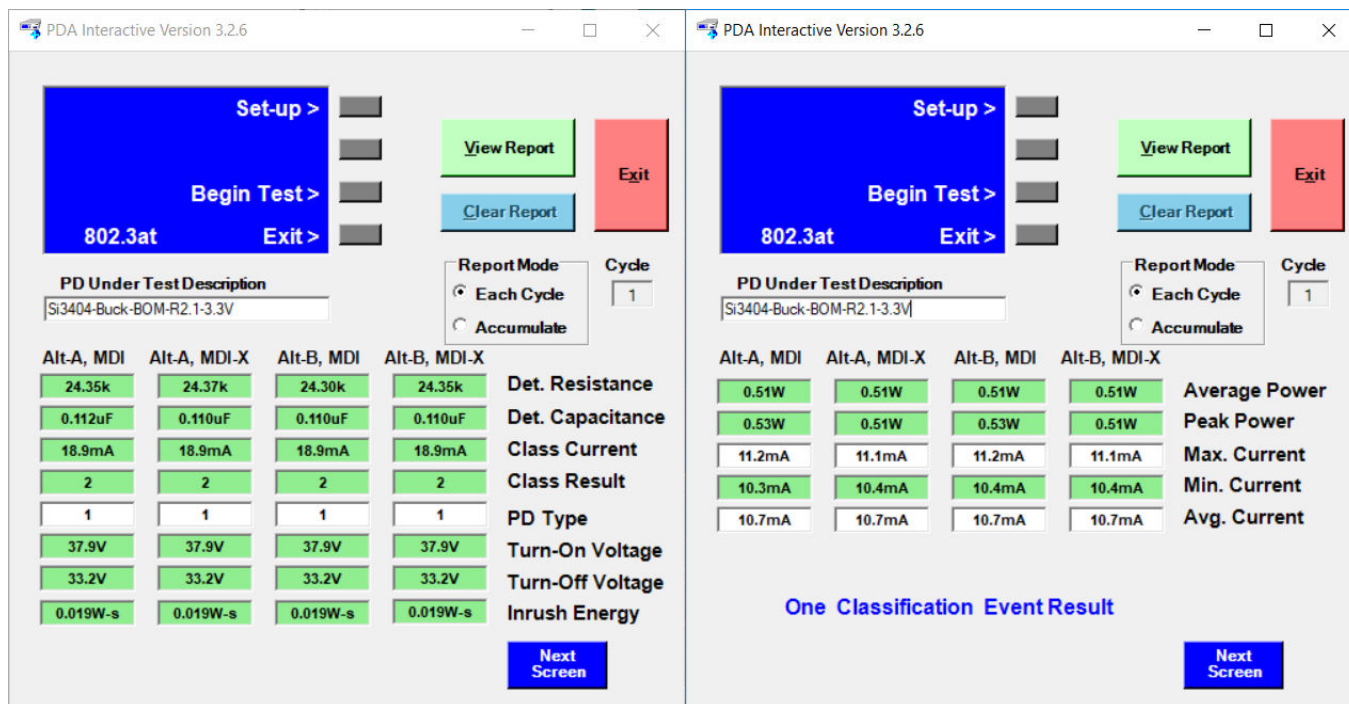 PDA Interactive Version 3.2.6
Set-up >
Begin Test >
802.3at Exit >
View Report
Clear Report
Exit
PD Under Test Description
Si3404-Buck-BOM-R2.1-3.3V
Report Mode
Each Cycle
Accumulate
Cycle
1
Alt-A, MDI Alt-A, MDI-X Alt-B, MDI Alt-B, MDI-X
24.35k 24.37k 24.30k 24.35k Det. Resistance
0.112uF 0.110uF 0.110uF 0.110uF Det. Capacitance
18.9mA 18.9mA 18.9mA 18.9mA Class Current
2 2 2 2 Class Result
1 1 1 1 PD Type
37.9V 37.9V 37.9V 37.9V Turn-On Voltage
33.2V 33.2V 33.2V 33.2V Turn-Off Voltage
0.019W-s 0.019W-s 0.019W-s 0.019W-s Inrush Energy
Next
Screen
PDA Interactive Version 3.2.6
Set-up >
Begin Test >
802.3at Exit >
View Report
Clear Report
Exit
PD Under Test Description
Si3404-Buck-BOM-R2.1-3.3V
Report Mode
Each Cycle
Accumulate
Cycle
1
Alt-A, MDI Alt-A, MDI-X Alt-B, MDI Alt-B, MDI-X
0.51W 0.51W 0.51W 0.51W Average Power
0.53W 0.51W 0.53W 0.51W Peak Power
11.2mA 11.1mA 11.2mA 11.1mA Max. Current
10.3mA 10.4mA 10.4mA 10.4mA Min. Current
10.7mA 10.7mA 10.7mA 10.7mA Avg. Current
One Classification Event Result
Next
Screen